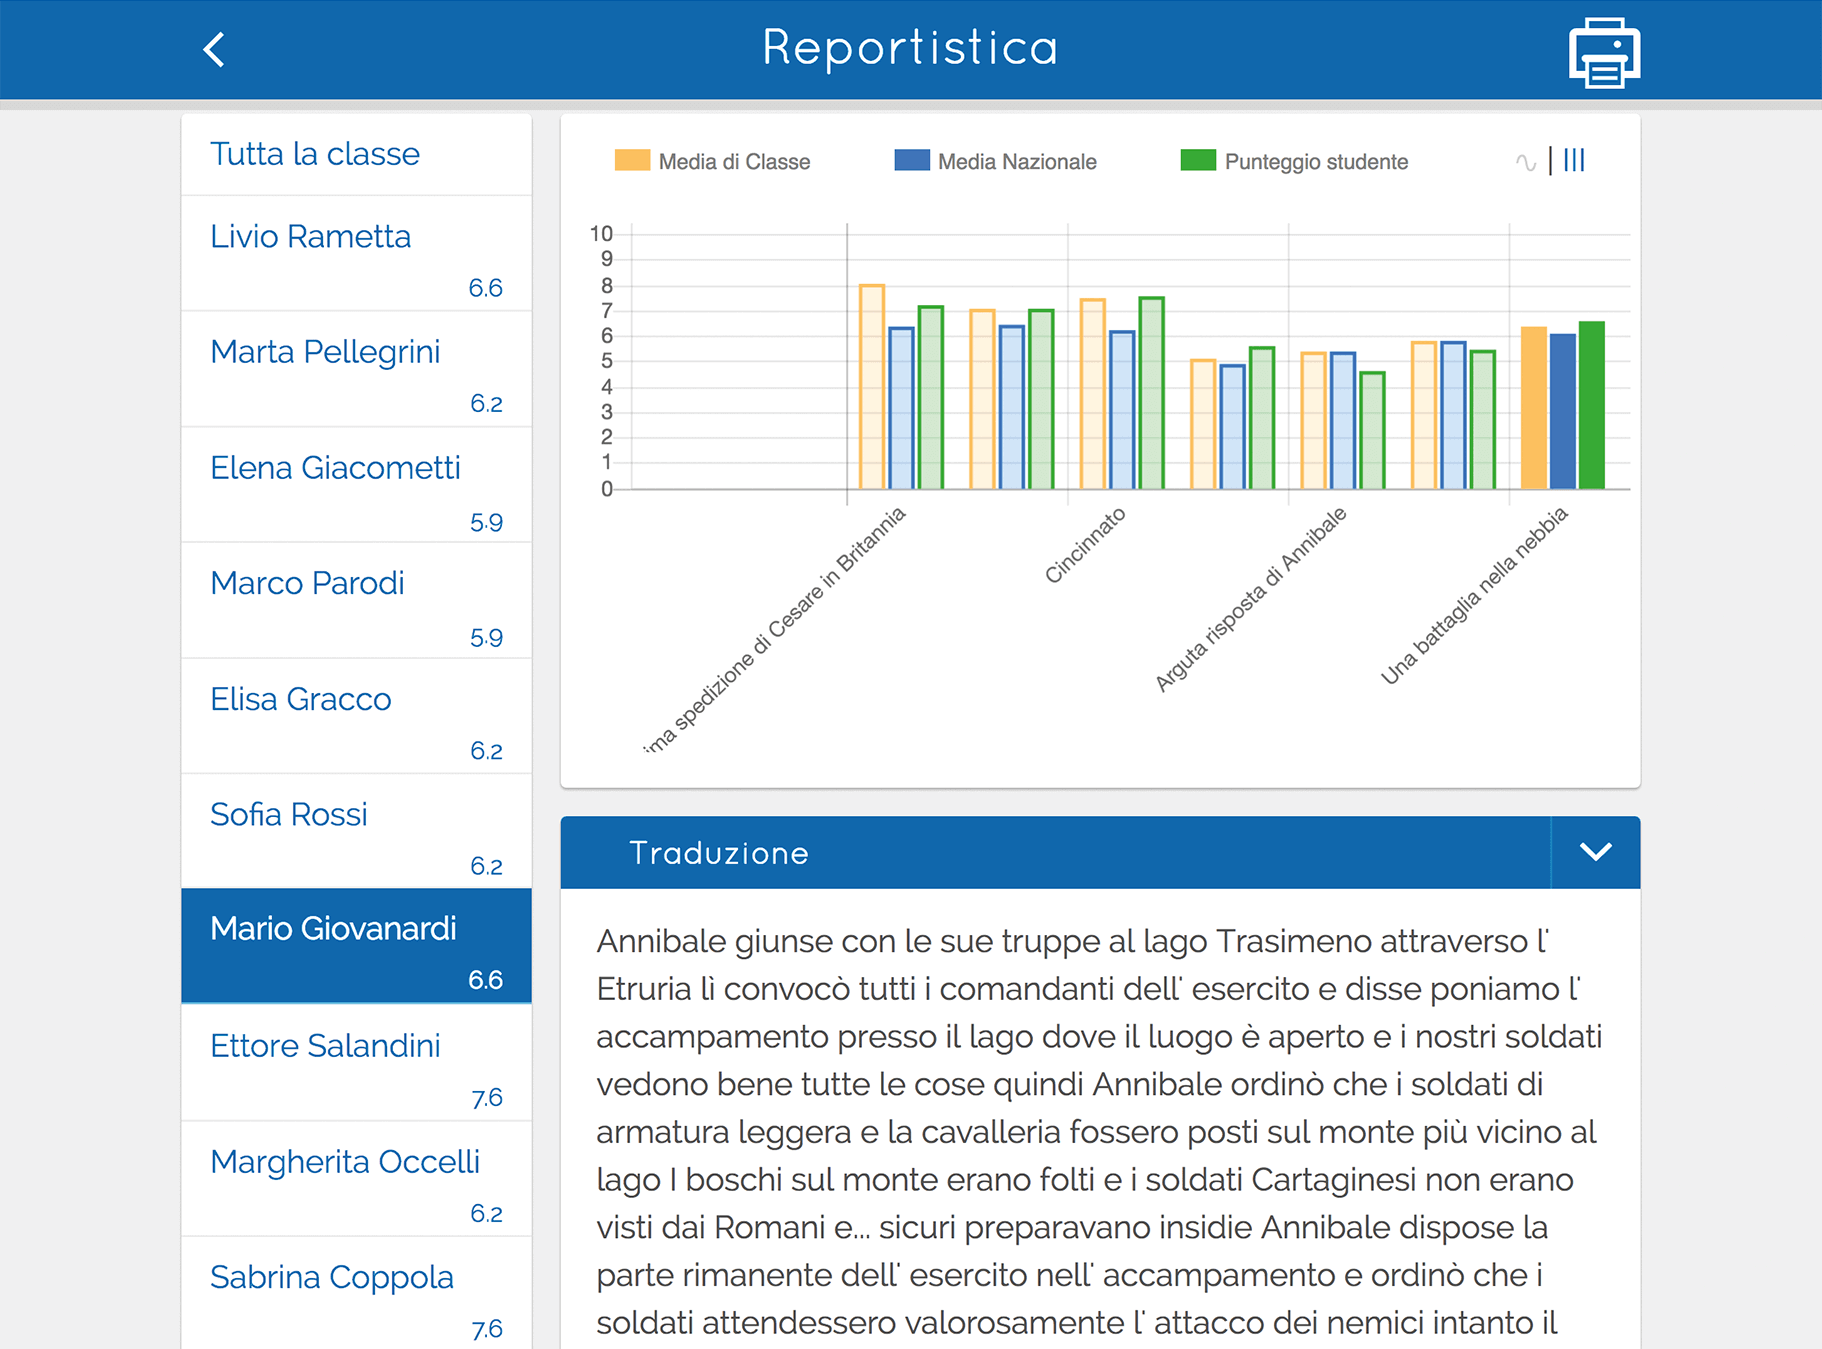 Reportistica
Tutta la classe
Livio Rametta
6.6
Marta Pellegrini
6.2
Elena Giacometti
5.9
Marco Parodi
5.9
Elisa Gracco
6.2
Sofia Rossi
6.2
Mario Giovanardi
6.6
Ettore Salandini
7.6
Margherita Occelli
6.2
Sabrina Coppola
7.6
Media di Classe
Media Nazionale
Punteggio studente
10
9
8
7
6
5
4
3
2
1
0
ima spedizione di Cesare in Britannia
Cincinnato
Arguta risposta di Annibale
Una battaglia nella nebbia
Traduzione
Annibale giunse con le sue truppe al lago Trasimeno attraverso l'
Etruria lì convocò tutti i comandanti dell' esercito e disse poniamo l'
accampamento presso il lago dove il luogo è aperto e i nostri soldati
vedono bene tutte le cose quindi Annibale ordinò che i soldati di
armatura leggera e la cavalleria fossero posti sul monte più vicino al
lago I boschi sul monte erano folti e i soldati Cartaginesi non erano
visti dai Romani e... sicuri preparavano insidie Annibale dispose la
parte rimanente dell' esercito nell' accampamento e ordinò che i
soldati attendessero valorosamente l' attacco dei nemici intanto il